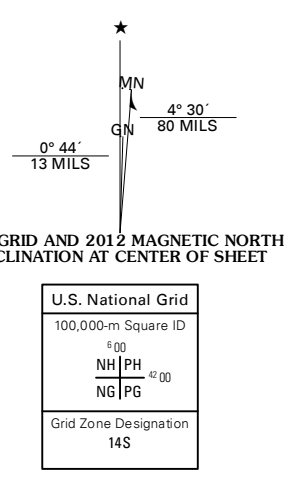 ★
MN
4° 30´
80 MILS
GN
0° 44´
13 MILS
GRID AND 2012 MAGNETIC NORTH
CLINATION AT CENTER OF SHEET
U.S. National Grid
100,000-m Square ID
6 00
NH PH
42 00
NG PG
Grid Zone Designation
14S